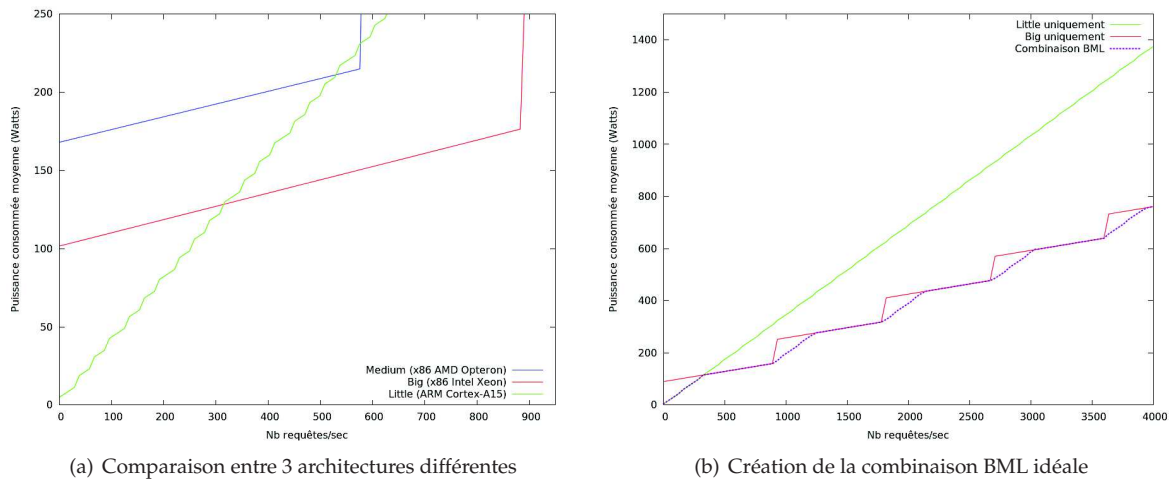 250
200
150
100
50
0
Puissance consommée moyenne (Watts)
0 100 200 300 400 500 600 700 800 900
Nb requêtes/sec
Medium (x86 AMD Opteron)
Big (x86 Intel Xeon)
Little (ARM Cortex-A15)
(a) Comparaison entre 3 architectures différentes
1400
1200
1000
800
600
400
200
0
Puissance consommée moyenne (Watts)
0 500 1000 1500 2000 2500 3000 3500 4000
Nb requêtes/sec
Little uniquement
Big uniquement
Combinaison BML
(b) Création de la combinaison BML idéale